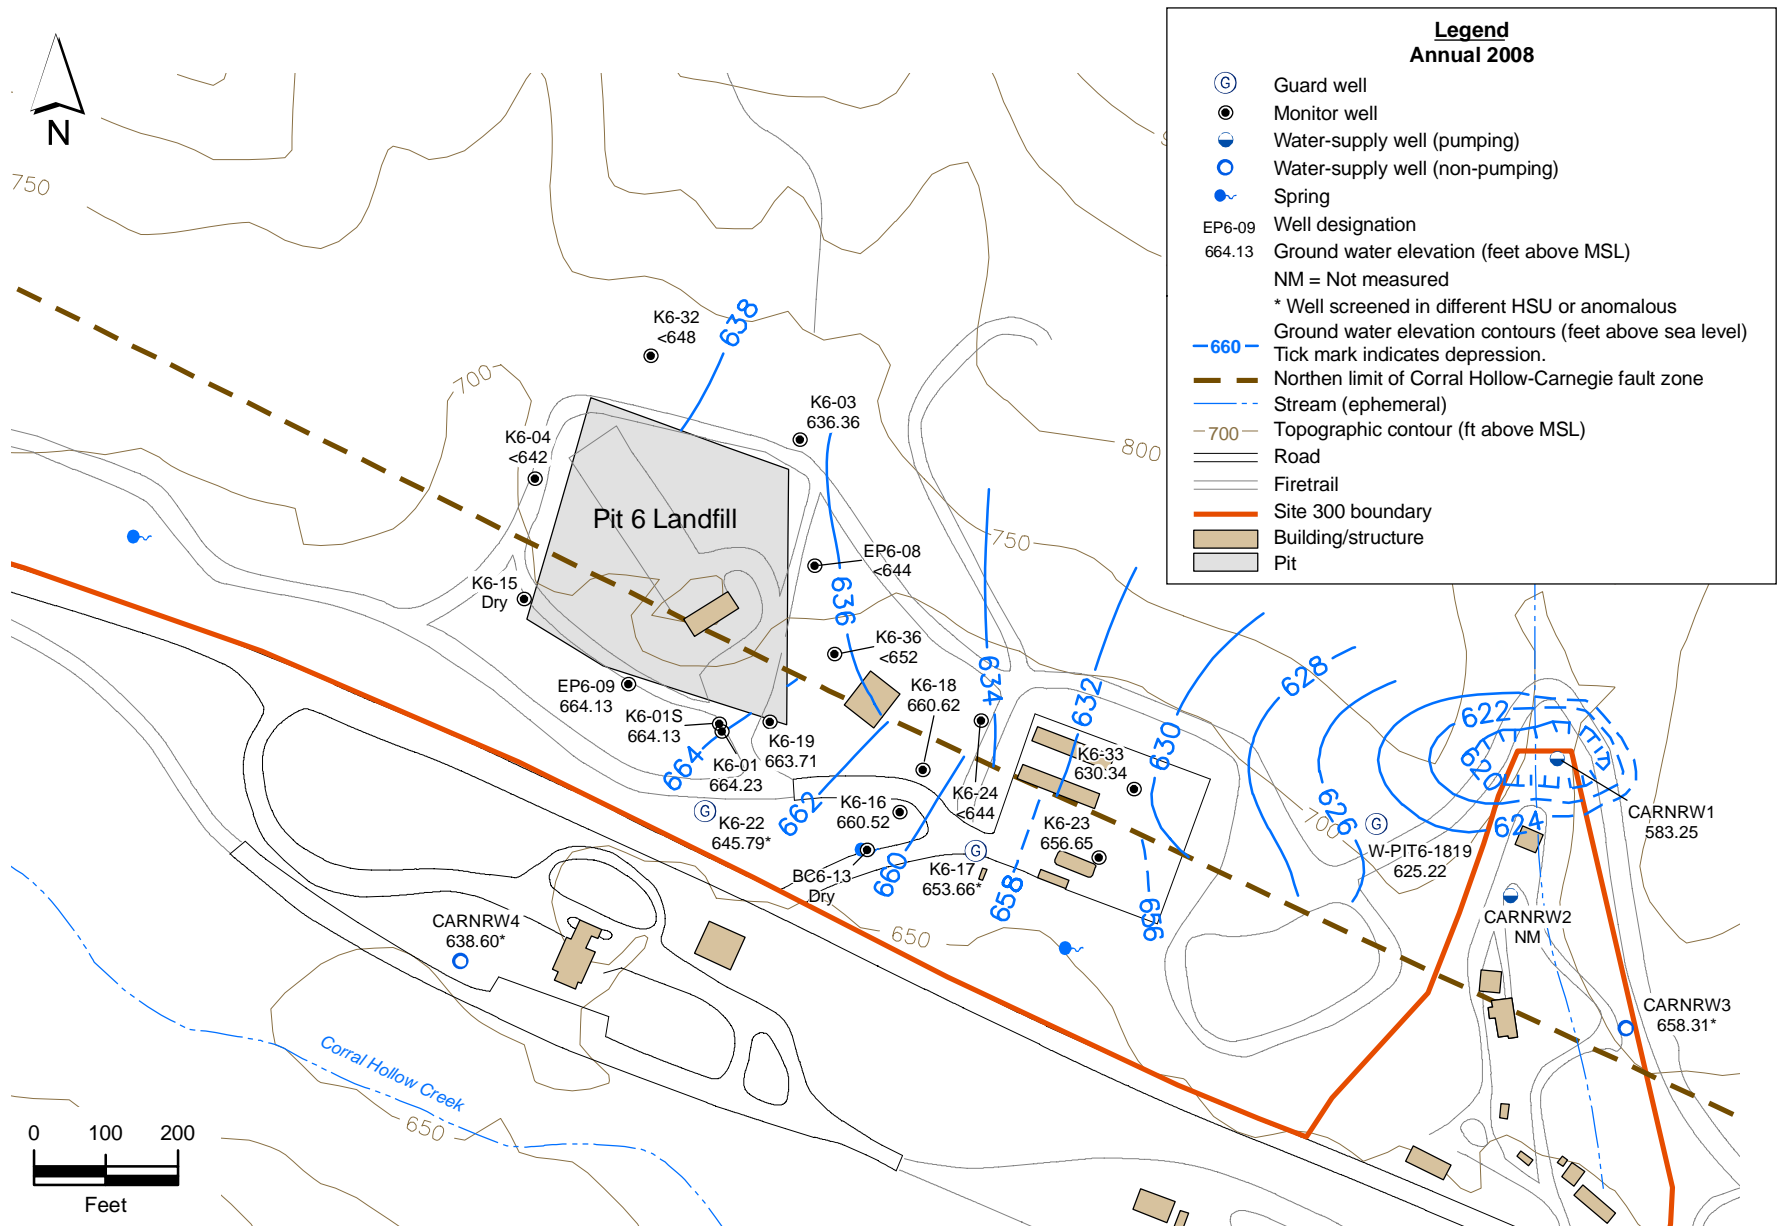 Legend
Annual 2008
Guard well
Monitor well
Water-supply well (pumping)
Water-supply well (non-pumping)
Spring
EP6-09 Well designation
664.13 Ground water elevation (feet above MSL)
NM = Not measured
* Well screened in different HSU or anomalous
660 Ground water elevation contours (feet above sea level)
Tick mark indicates depression.
Northen limit of Corral Hollow-Carnegie fault zone
Stream (ephemeral)
700 Topographic contour (ft above MSL)
Road
Firetrail
Site 300 boundary
Building/structure
Pit
G
N
750
700
800
750
700
650
650
K6-32
<648
638
K6-03
636.36
K6-04
<642
Pit 6 Landfill
EP6-08
<644
K6-15
Dry
636
K6-36
<652
EP6-09
664.13
K6-01S
664.13
K6-01
664.23
K6-19
663.71
K6-18
660.62
634
632
630
628
626
622
620
624
664
662
660
658
656
K6-33
630.34
K6-24
<644
K6-16
660.52
G
K6-22
645.79*
BC6-13
Dry
G
K6-17
653.66*
K6-23
656.65
G
W-PIT6-1819
625.22
CARNRW1
583.25
CARNRW2
NM
CARNRW3
658.31*
CARNRW4
638.60*
Corral Hollow Creek
0 100 200
Feet